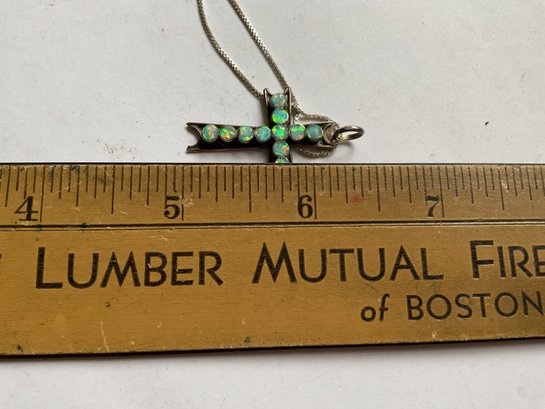 4 5 6 7
LUMBER MUTUAL FIRE
of BOSTON